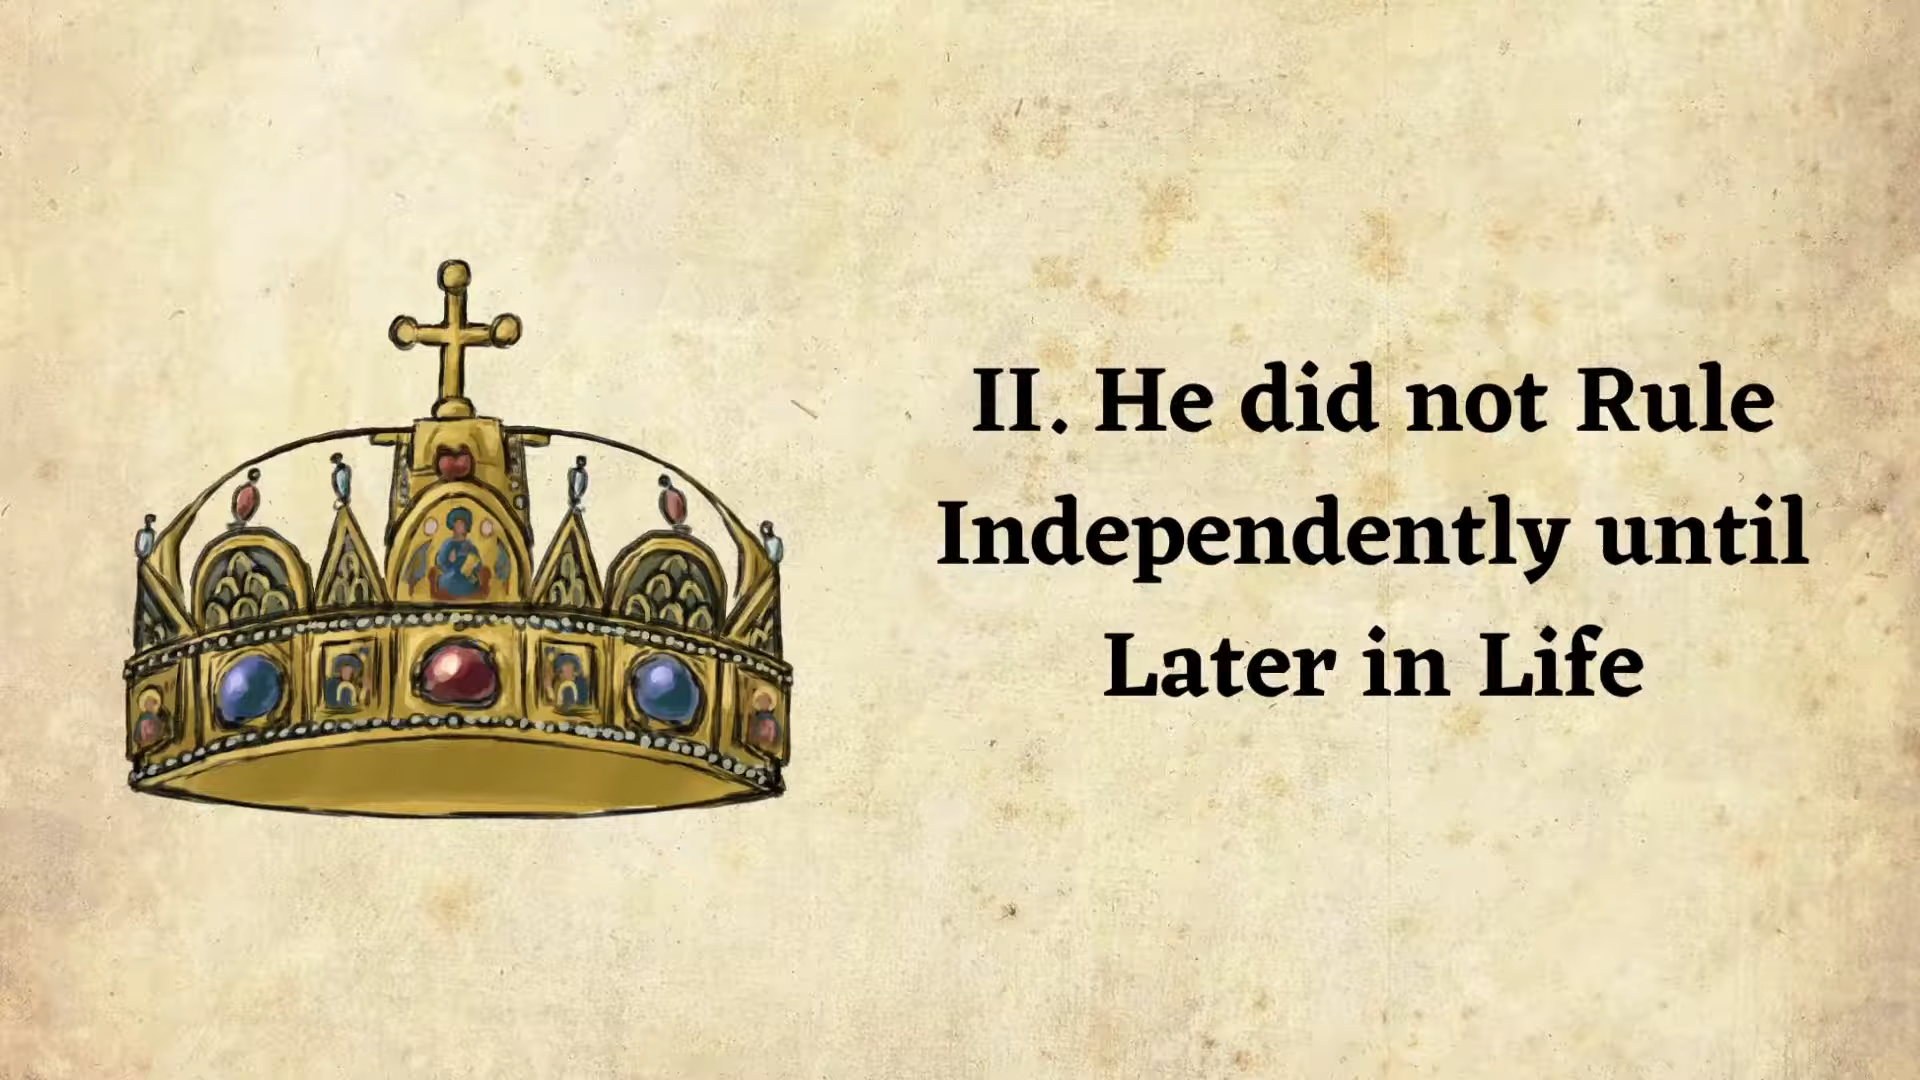 II. He did not Rule
Independently until
Later in Life